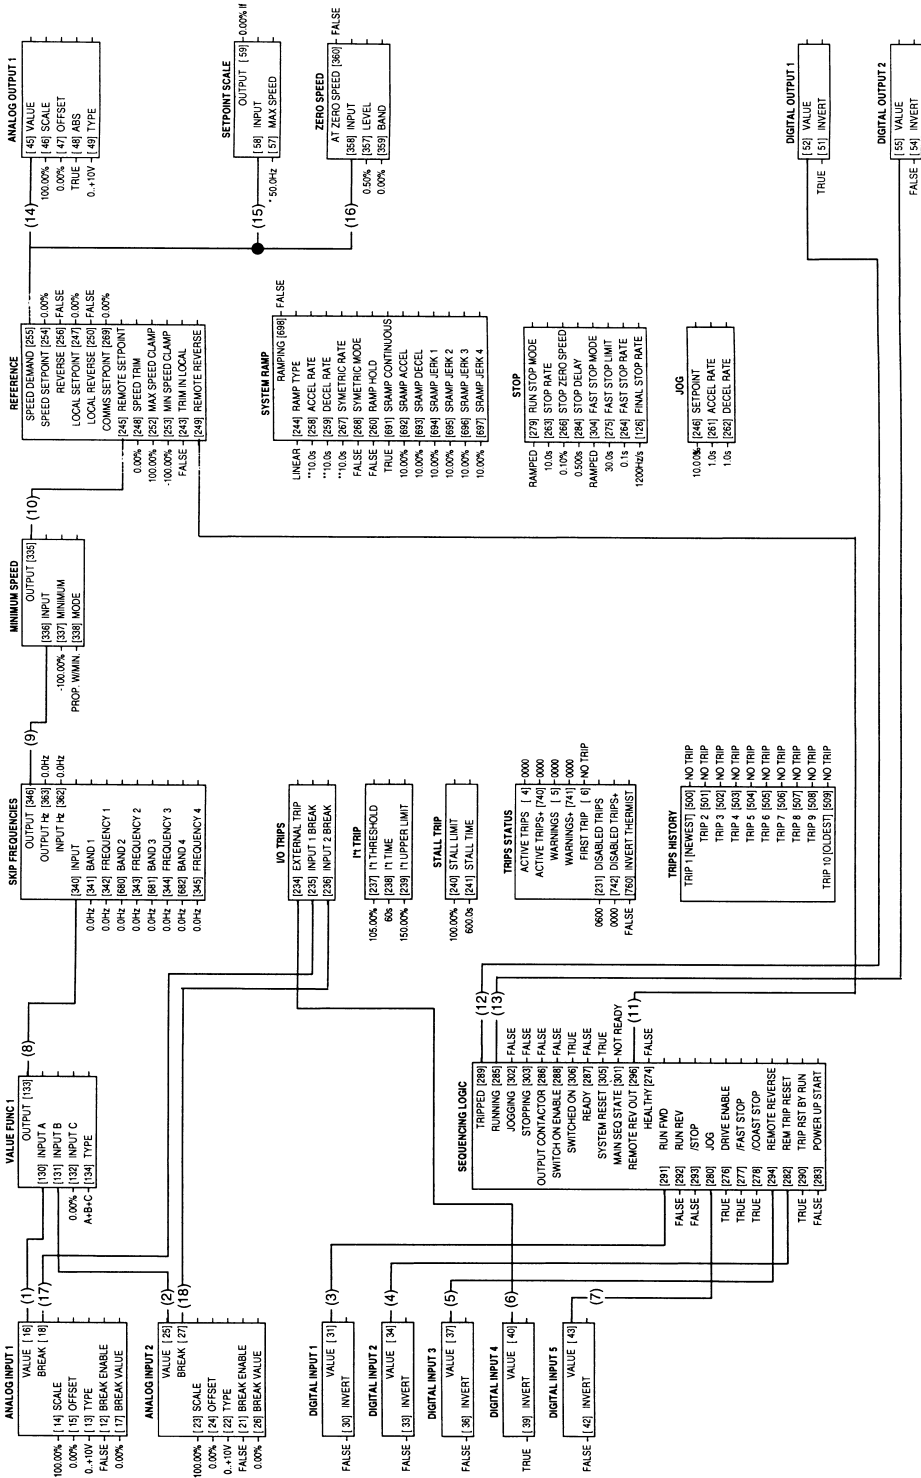 ANALOG INPUT 1
VALUE [ 16]
BREAK [ 18]
100.00% [ 14] SCALE
0.00% [ 15] OFFSET
0..+10V [ 13] TYPE
FALSE [ 12] BREAK ENABLE
0.00% [ 17] BREAK VALUE
(1)
(17)
ANALOG INPUT 2
VALUE [ 25]
BREAK [ 27]
100.00% [ 23] SCALE
0.00% [ 24] OFFSET
0..+10V [ 22] TYPE
FALSE [ 21] BREAK ENABLE
0.00% [ 26] BREAK VALUE
(2)
(18)
DIGITAL INPUT 1
VALUE [ 31]
FALSE [ 30] INVERT
(3)
DIGITAL INPUT 2
VALUE [ 34]
FALSE [ 33] INVERT
(4)
DIGITAL INPUT 3
VALUE [ 37]
FALSE [ 36] INVERT
(5)
DIGITAL INPUT 4
VALUE [ 40]
TRUE [ 39] INVERT
(6)
DIGITAL INPUT 5
VALUE [ 43]
FALSE [ 42] INVERT
(7)
VALUE FUNC 1
OUTPUT [133]
[130] INPUT A
[131] INPUT B
0.00% [132] INPUT C
A+B+C [134] TYPE
(8)
SEQUENCING LOGIC
TRIPPED [289]
RUNNING [285]
JOGGING [302] FALSE
STOPPING [303] FALSE
OUTPUT CONTACTOR [286] FALSE
SWITCH ON ENABLE [288] FALSE
SWITCHED ON [306] TRUE
READY [287] FALSE
SYSTEM RESET [305] TRUE
MAIN SEQ STATE [301] NOT READY
REMOTE REV OUT [296]
HEALTHY [274] FALSE
[291] RUN FWD
FALSE [292] RUN REV
FALSE [293] /STOP
[280] JOG
TRUE [276] DRIVE ENABLE
TRUE [277] /FAST STOP
TRUE [278] /COAST STOP
[294] REMOTE REVERSE
[282] REM TRIP RESET
TRUE [290] TRIP RST BY RUN
FALSE [283] POWER UP START
(12)
(13)
(11)
SKIP FREQUENCIES
OUTPUT [346]
OUTPUT Hz [363] 0.0Hz
INPUT Hz [362] 0.0Hz
[340] INPUT
0.0Hz [341] BAND 1
0.0Hz [342] FREQUENCY 1
0.0Hz [680] BAND 2
0.0Hz [343] FREQUENCY 2
0.0Hz [681] BAND 3
0.0Hz [344] FREQUENCY 3
0.0Hz [682] BAND 4
0.0Hz [345] FREQUENCY 4
(9)
I/O TRIPS
[234] EXTERNAL TRIP
[235] INPUT 1 BREAK
[236] INPUT 2 BREAK
I*t TRIP
105.00% [237] I*t THRESHOLD
60s [238] I*t TIME
150.00% [239] I*t UPPER LIMIT
STALL TRIP
100.00% [240] STALL LIMIT
600.0s [241] STALL TIME
TRIPS STATUS
ACTIVE TRIPS [ 4] 0000
ACTIVE TRIPS+ [740] 0000
WARNINGS [ 5] 0000
WARNINGS+ [741] 0000
FIRST TRIP [ 6] NO TRIP
0600 [231] DISABLED TRIPS
0000 [742] DISABLED TRIPS+
FALSE [760] INVERT THERMIST
TRIPS HISTORY
TRIP 1 [NEWEST] [500] NO TRIP
TRIP 2 [501] NO TRIP
TRIP 3 [502] NO TRIP
TRIP 4 [503] NO TRIP
TRIP 5 [504] NO TRIP
TRIP 6 [505] NO TRIP
TRIP 7 [506] NO TRIP
TRIP 8 [507] NO TRIP
TRIP 9 [508] NO TRIP
TRIP 10 [OLDEST] [509] NO TRIP
MINIMUM SPEED
OUTPUT [335]
[336] INPUT
-100.00% [337] MINIMUM
PROP. W/MIN. [338] MODE
(10)
REFERENCE
SPEED DEMAND [255]
SPEED SETPOINT [254] 0.00%
REVERSE [256] FALSE
LOCAL SETPOINT [247] 0.00%
LOCAL REVERSE [250] FALSE
COMMS SETPOINT [269] 0.00%
[245] REMOTE SETPOINT
0.00% [248] SPEED TRIM
100.00% [252] MAX SPEED CLAMP
-100.00% [253] MIN SPEED CLAMP
FALSE [243] TRIM IN LOCAL
[249] REMOTE REVERSE
SYSTEM RAMP
RAMPING [698] FALSE
LINEAR [244] RAMP TYPE
**10.0s [258] ACCEL RATE
**10.0s [259] DECEL RATE
**10.0s [267] SYMETRIC RATE
FALSE [268] SYMETRIC MODE
FALSE [260] RAMP HOLD
TRUE [691] SRAMP CONTINUOUS
10.00% [692] SRAMP ACCEL
10.00% [693] SRAMP DECEL
10.00% [694] SRAMP JERK 1
10.00% [695] SRAMP JERK 2
10.00% [696] SRAMP JERK 3
10.00% [697] SRAMP JERK 4
STOP
RAMPED [279] RUN STOP MODE
10.0s [263] STOP RATE
0.10% [266] STOP ZERO SPEED
0.500s [284] STOP DELAY
RAMPED [304] FAST STOP MODE
30.0s [275] STOP LIMIT
0.1s [264] FAST STOP RATE
1200Hz/s [126] FINAL STOP RATE
JOG
10.00% [246] SETPOINT
1.0s [261] ACCEL RATE
1.0s [262] DECEL RATE
ANALOG OUTPUT 1
(14)
[ 45] VALUE
100.00% [ 46] SCALE
0.00% [ 47] OFFSET
TRUE [ 48] ABS
0..+10V [ 49] TYPE
SETPOINT SCALE
OUTPUT [ 59] 0.00% lf
(15)
[ 58] INPUT
* 50.0Hz [ 57] MAX SPEED
ZERO SPEED
AT ZERO SPEED [360] FALSE
(16)
[358] INPUT
0.50% [357] LEVEL
0.00% [359] BAND
DIGITAL OUTPUT 1
[ 52] VALUE
TRUE [ 51] INVERT
DIGITAL OUTPUT 2
[ 55] VALUE
FALSE [ 54] INVERT